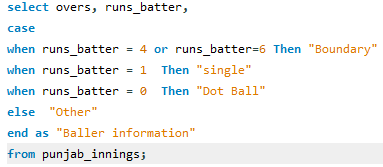 select overs, runs_batter,
case
when runs_batter = 4 or runs_batter=6 Then "Boundary"
when runs_batter = 1  Then "single"
when runs_batter = 0  Then "Dot Ball"
else  "Other"
end as "Baller information"
from punjab_innings;